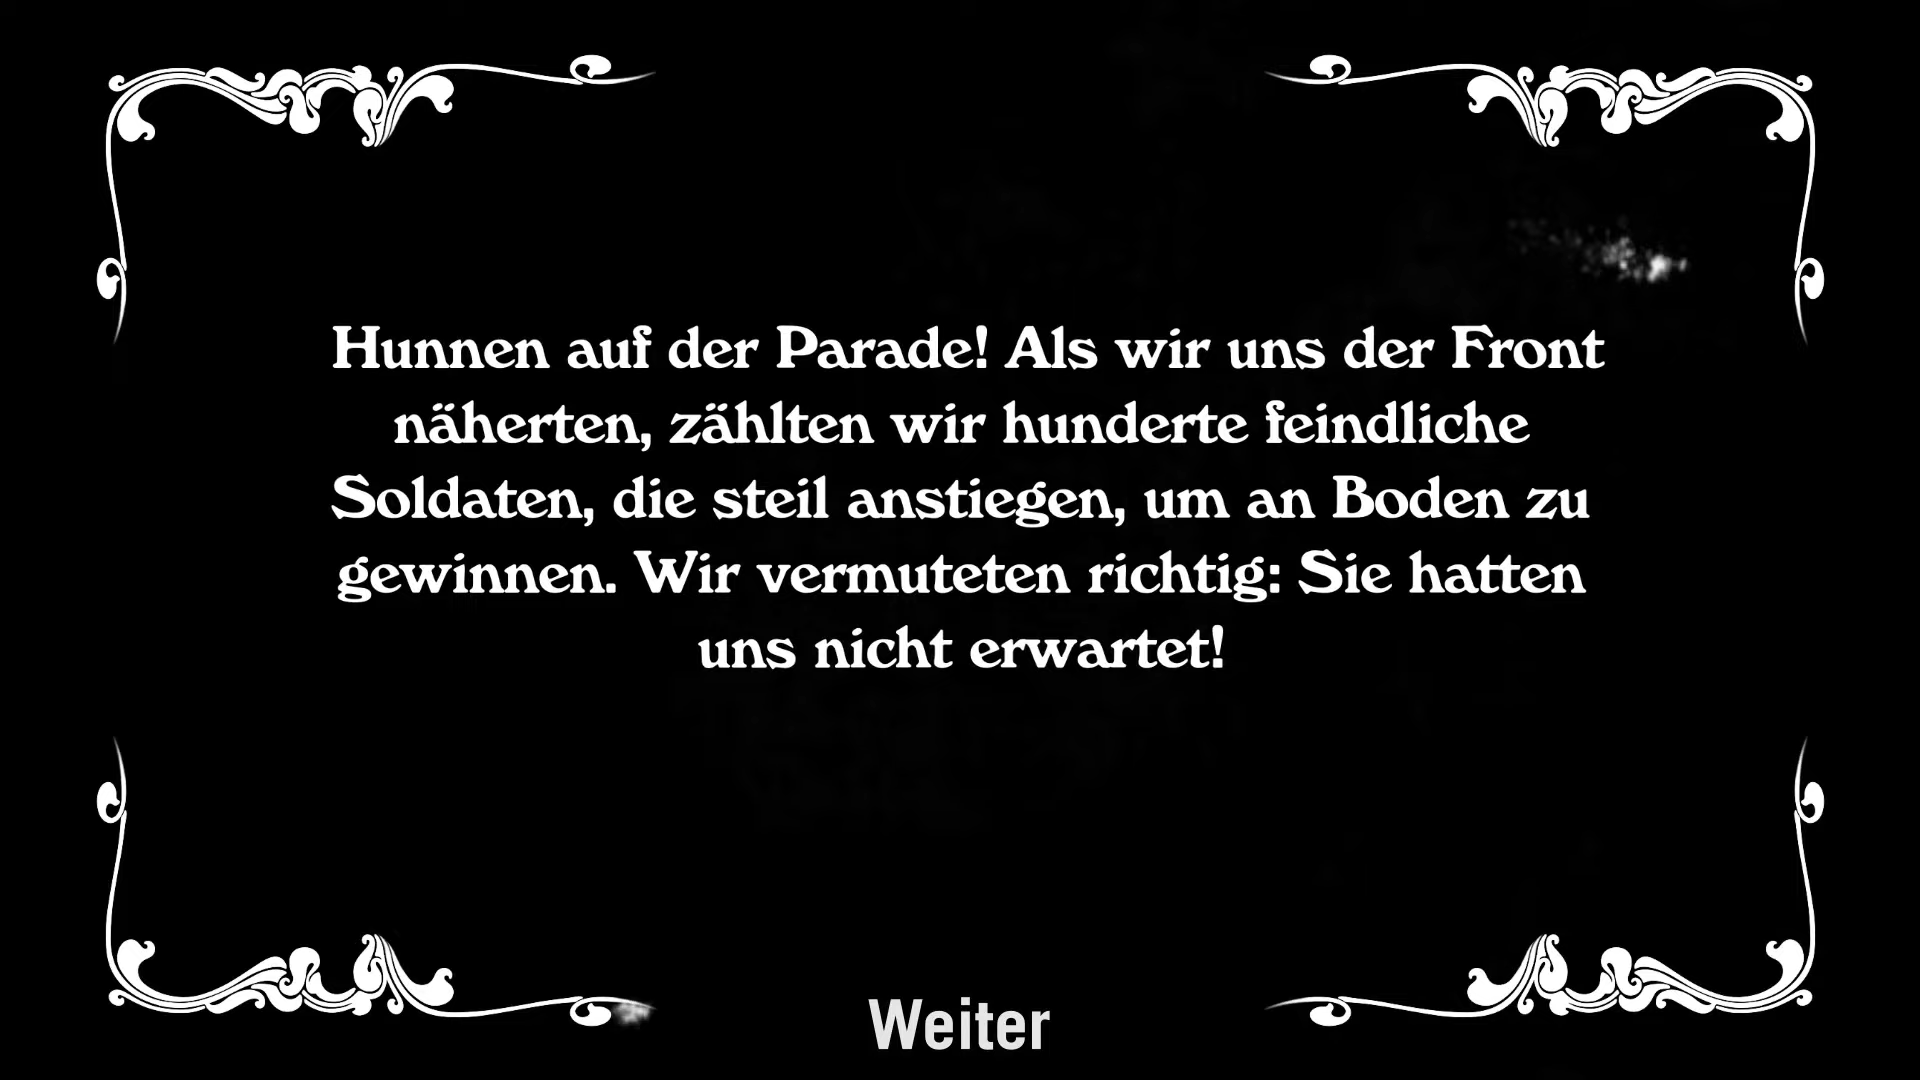 Hunnen auf der Parade! Als wir uns der Front
näherten, zählten wir hunderte feindliche
Soldaten, die steil anstiegen, um an Boden zu
gewinnen. Wir vermuteten richtig: Sie hatten
uns nicht erwartet!
Weiter